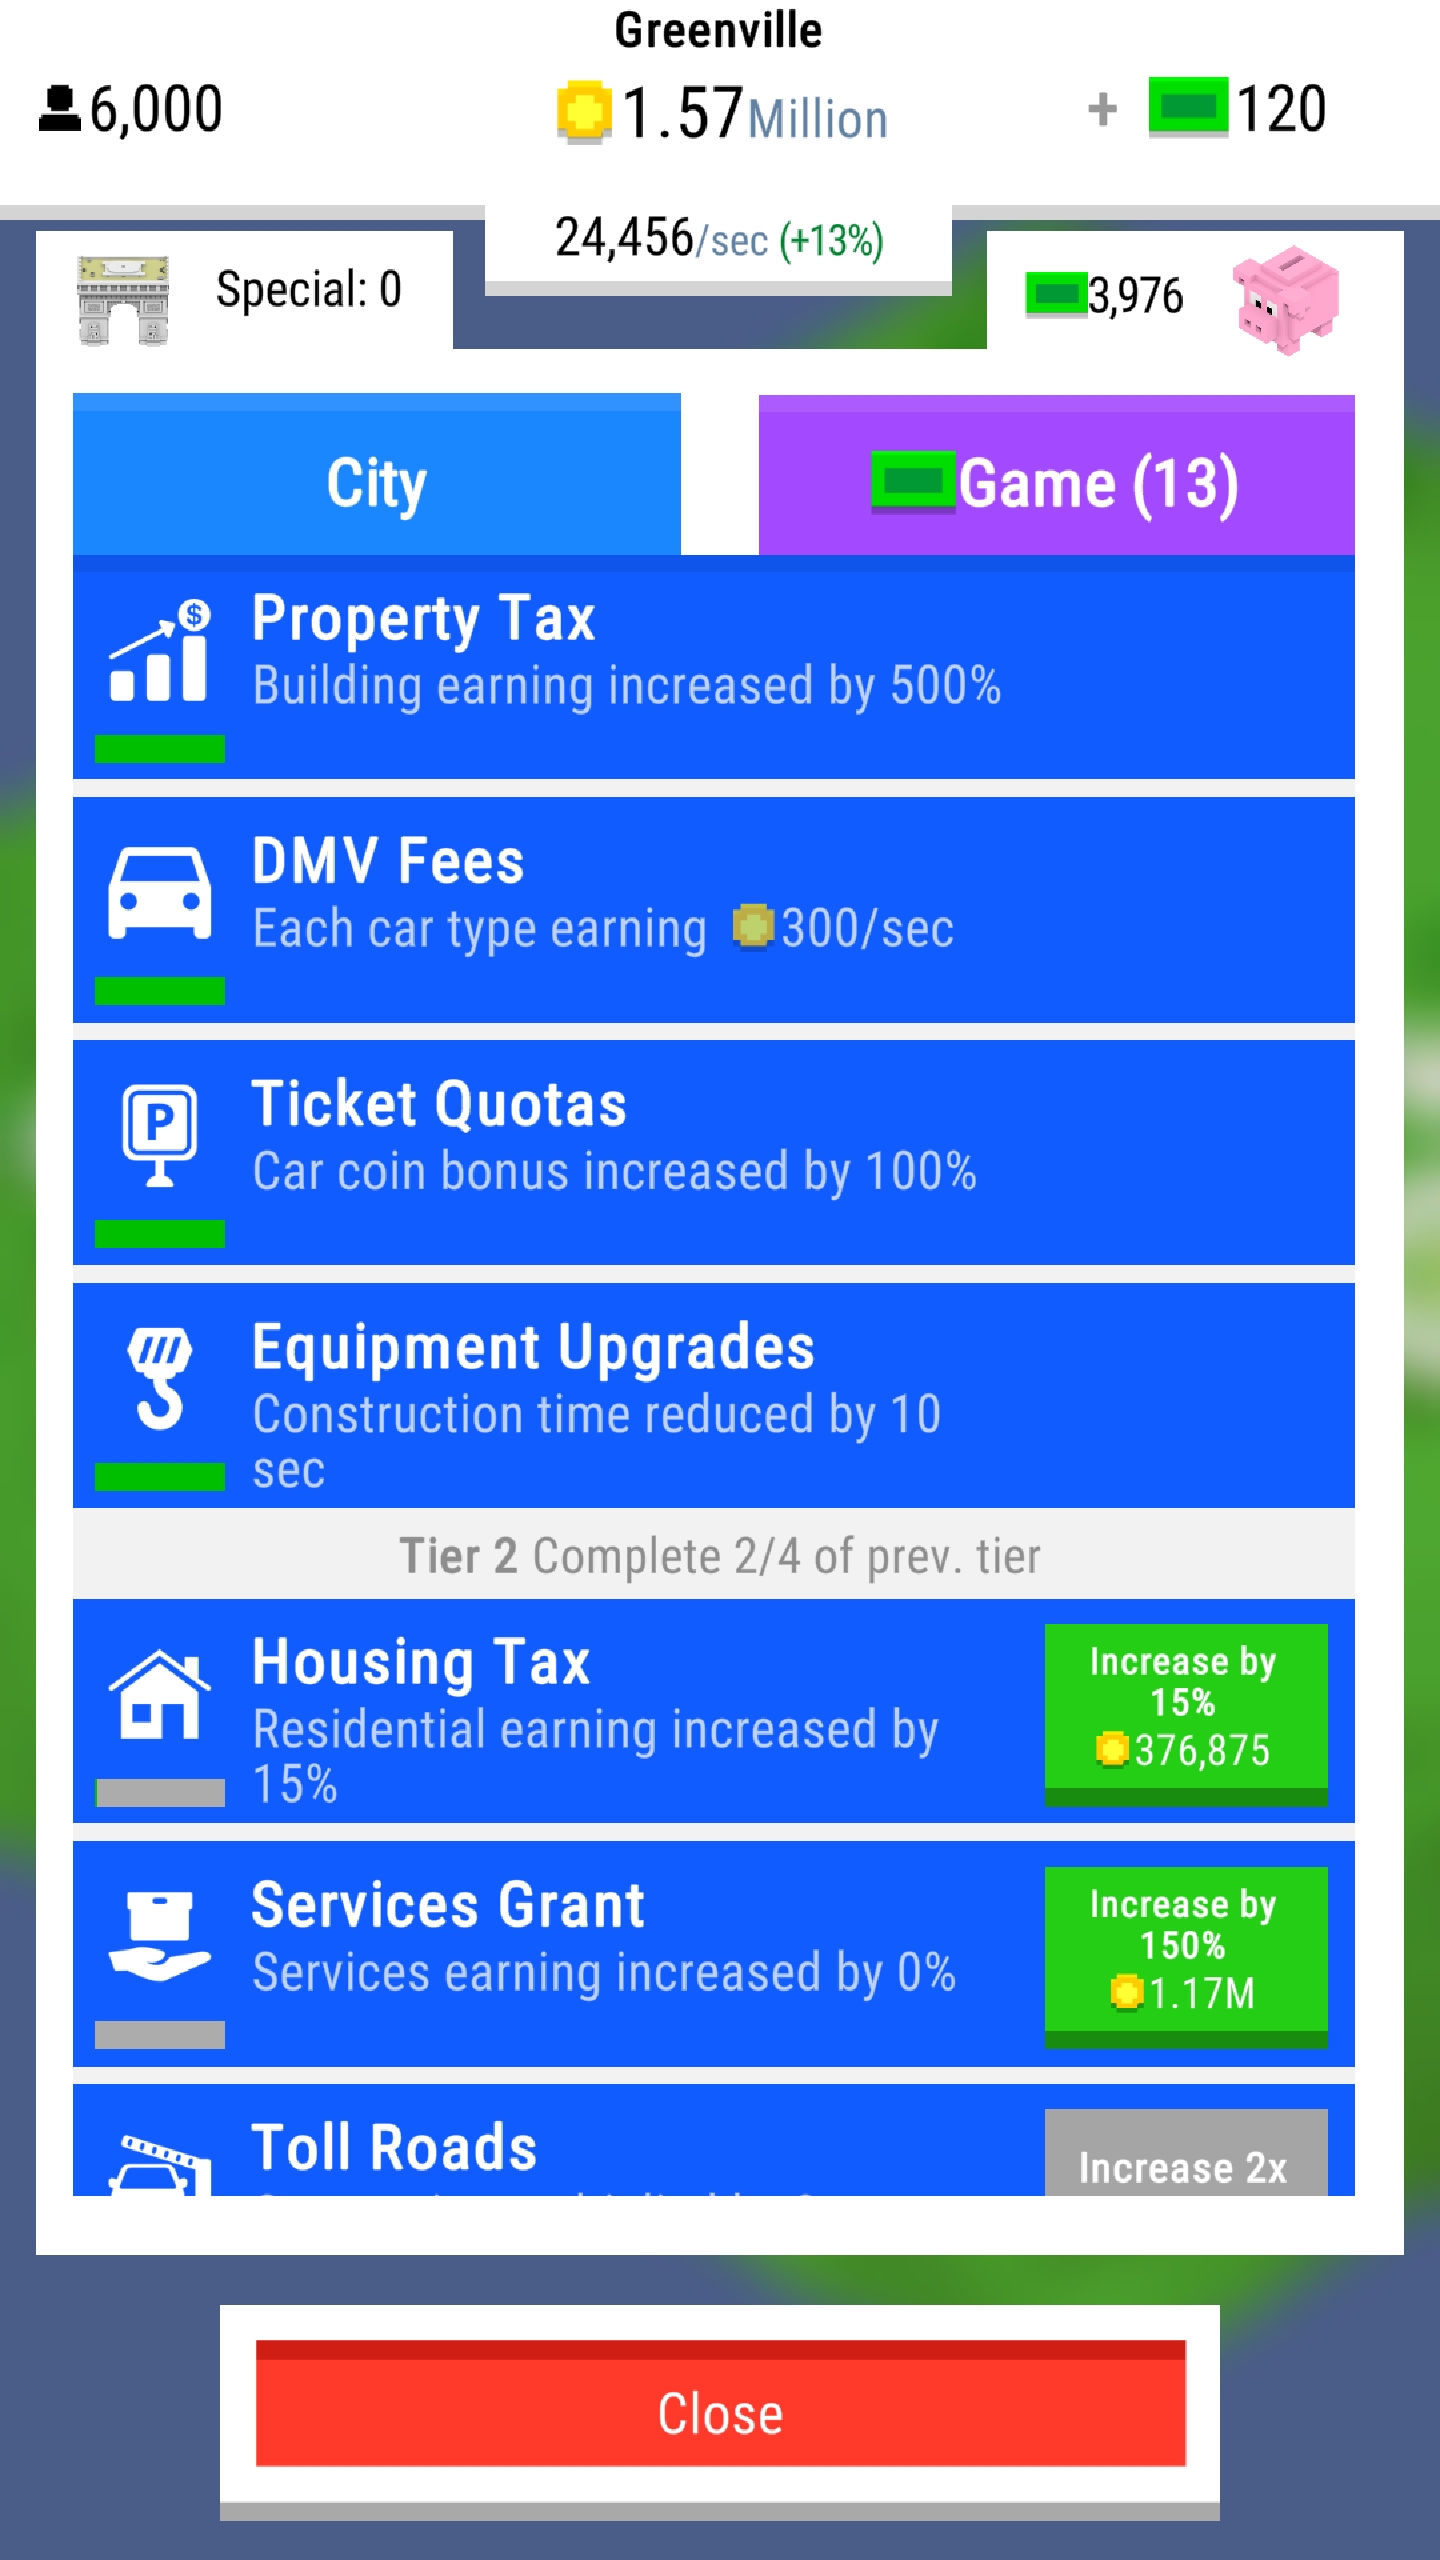 Greenville
6,000
1.57Million
+ 120
24,456/sec (+13%)
Special: 0
3,976
City
Game (13)
Property Tax
Building earning increased by 500%
DMV Fees
Each car type earning 300/sec
P
Ticket Quotas
Car coin bonus increased by 100%
Equipment Upgrades
Construction time reduced by 10
sec
Tier 2 Complete 2/4 of prev. tier
Housing Tax
Residential earning increased by
15%
Increase by
15%
376,875
Services Grant
Services earning increased by 0%
Increase by
150%
1.17M
Toll Roads
Increase 2x
Close